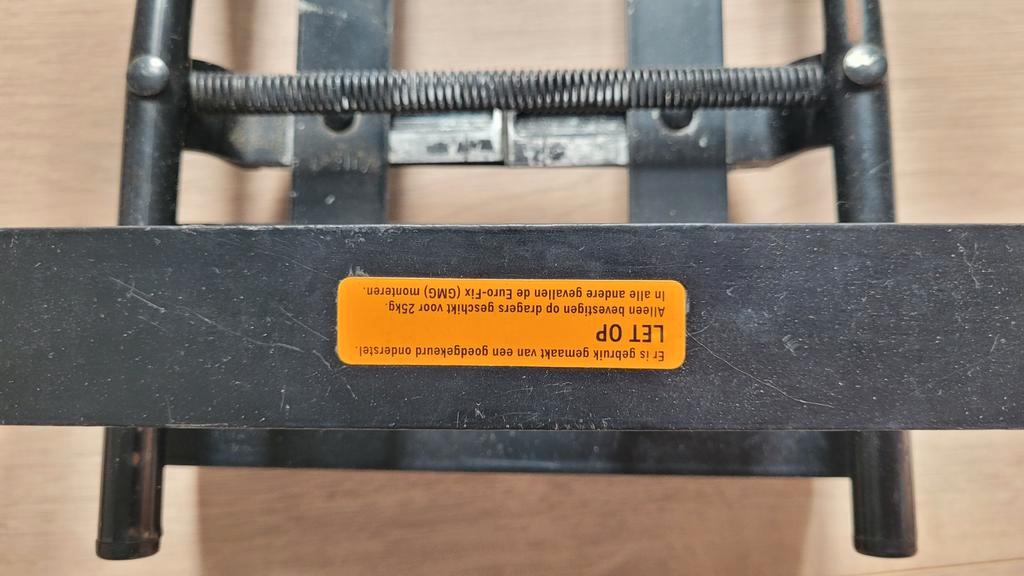 Er is gebruik gemaakt van een goedgekeurd onderstel.
LET OP
Alleen bevestigen op dragers geschikt voor 25kg.
In alle andere gevallen de Euro-Fix (GMG) monteren.